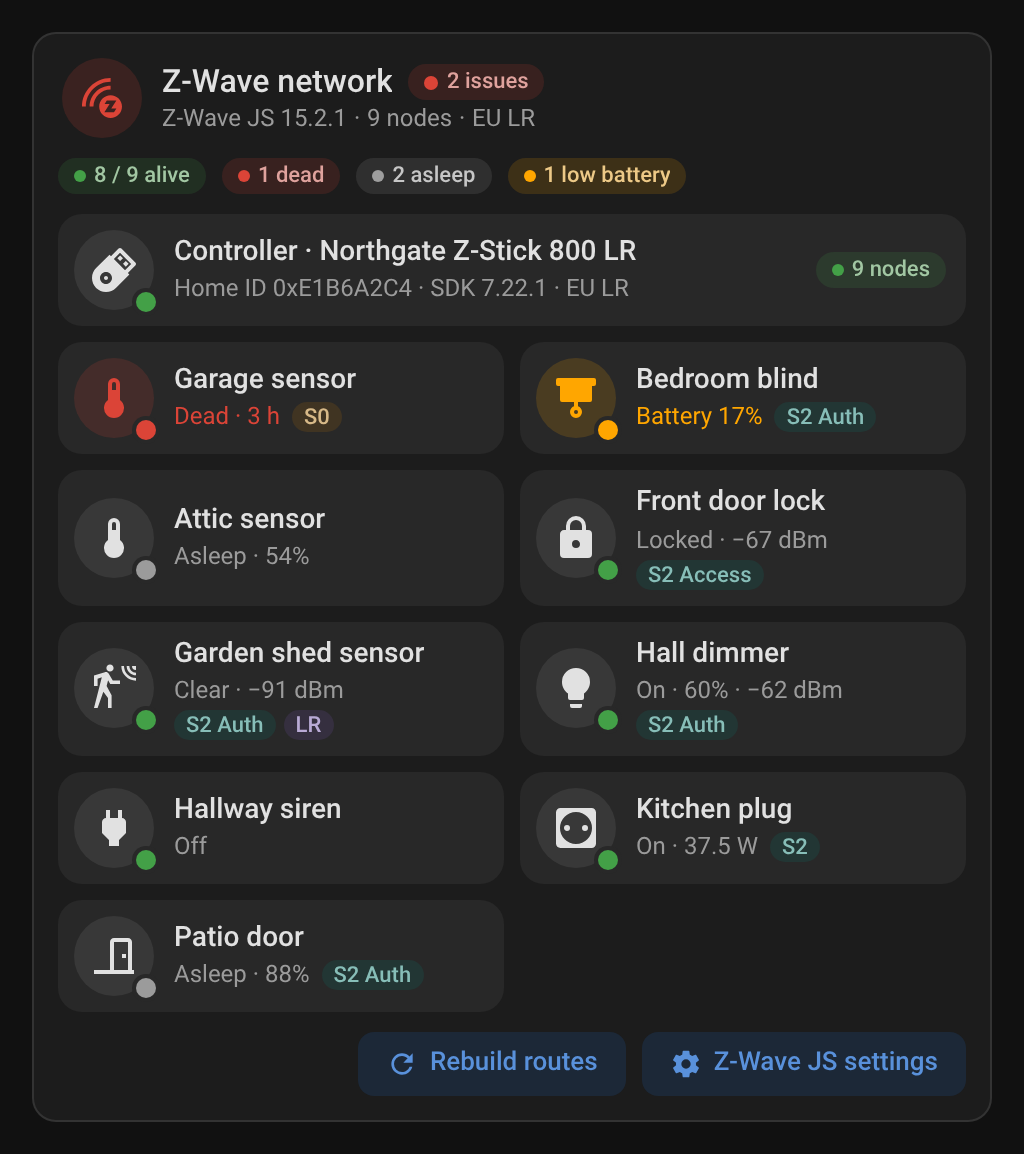 Z-Wave network
2 issues
Z-Wave JS 15.2.1 · 9 nodes · EU LR
8 / 9 alive
1 dead
2 asleep
1 low battery
Controller · Northgate Z-Stick 800 LR
Home ID 0xE1B6A2C4 · SDK 7.22.1 · EU LR
9 nodes
Garage sensor
Dead · 3 h
S0
Bedroom blind
Battery 17%
S2 Auth
Attic sensor
Asleep · 54%
Front door lock
Locked · −67 dBm
S2 Access
Garden shed sensor
Clear · −91 dBm
S2 Auth
LR
Hall dimmer
On · 60% · −62 dBm
S2 Auth
Hallway siren
Off
Kitchen plug
On · 37.5 W
S2
Patio door
Asleep · 88%
S2 Auth
Rebuild routes
Z-Wave JS settings